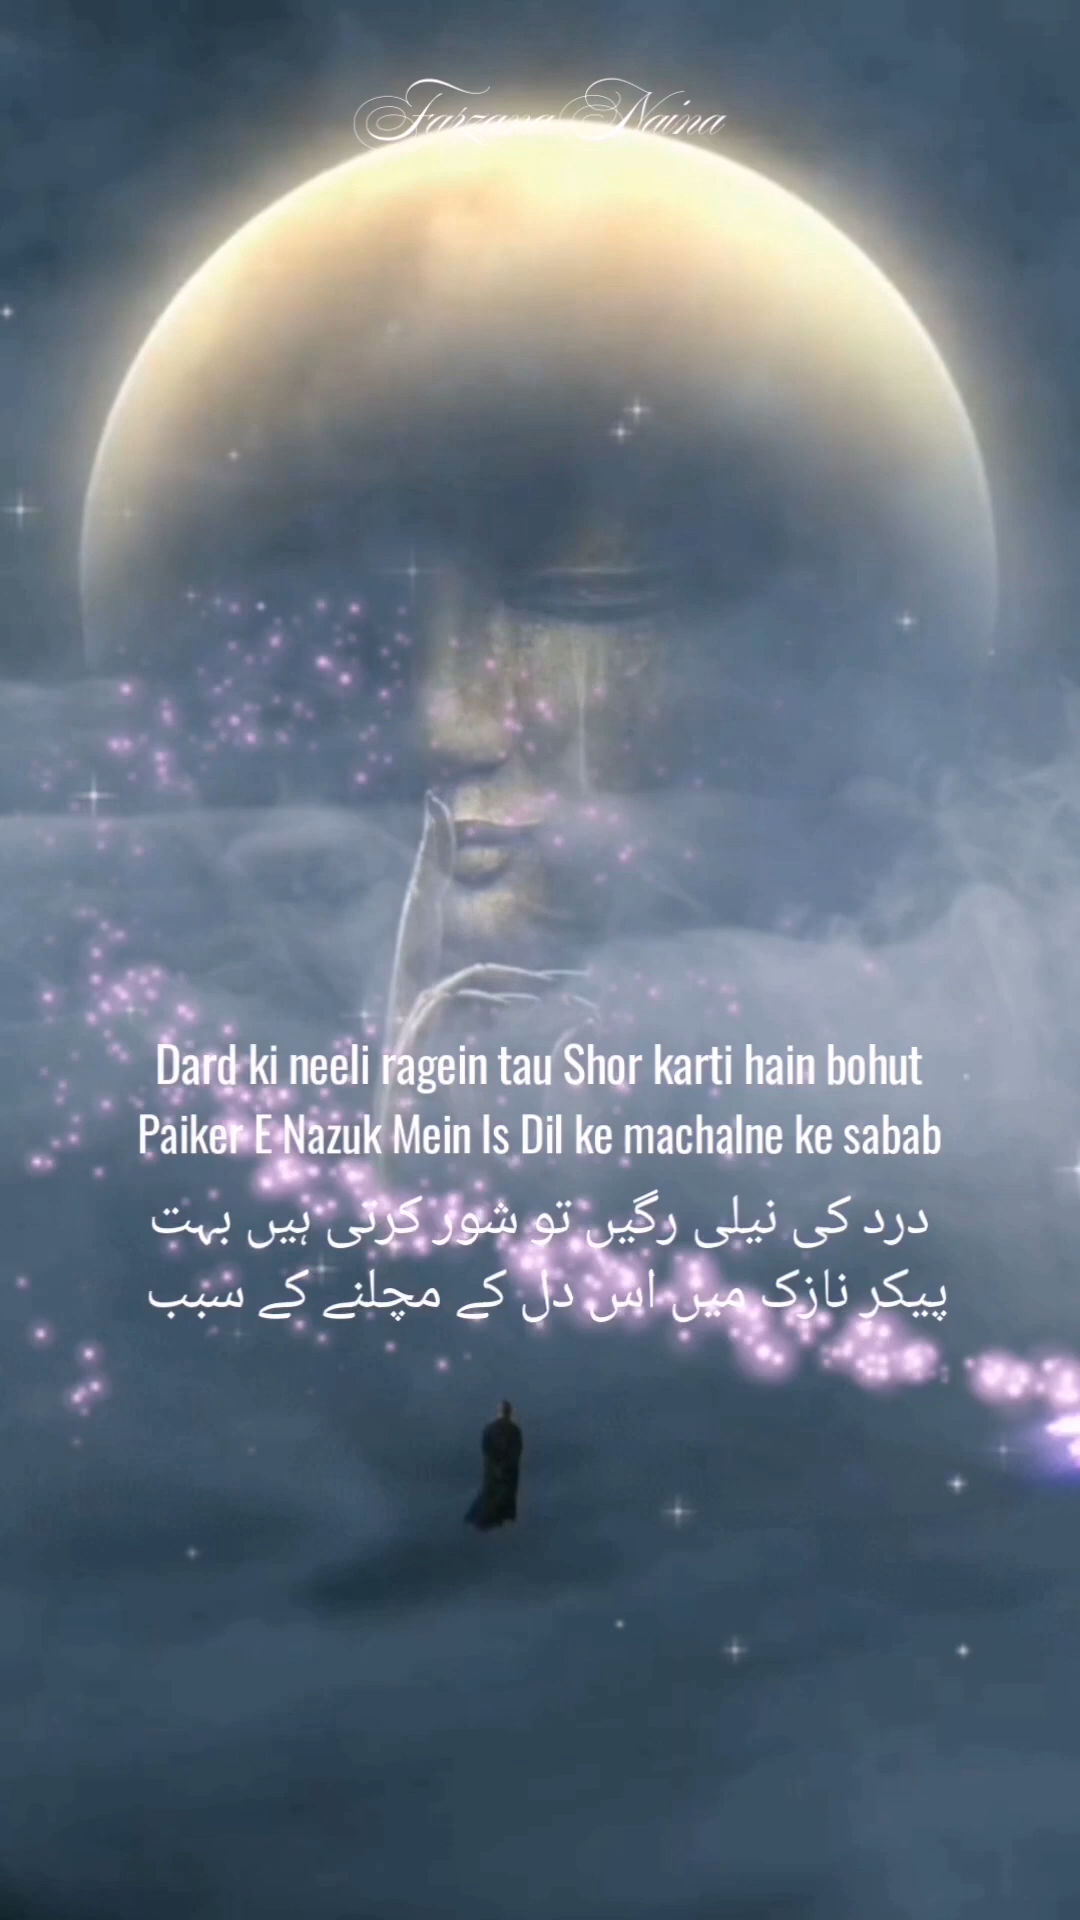 Farzana Naina
Dard ki neeli ragein tau Shor karti hain bohut
Paiker E Nazuk Mein Is Dil ke machalne ke sabab
درد کی نیلی رگیں تو شور کرتی ہیں بہت
پیکر نازک میں اس دل کے مچلنے کے سبب